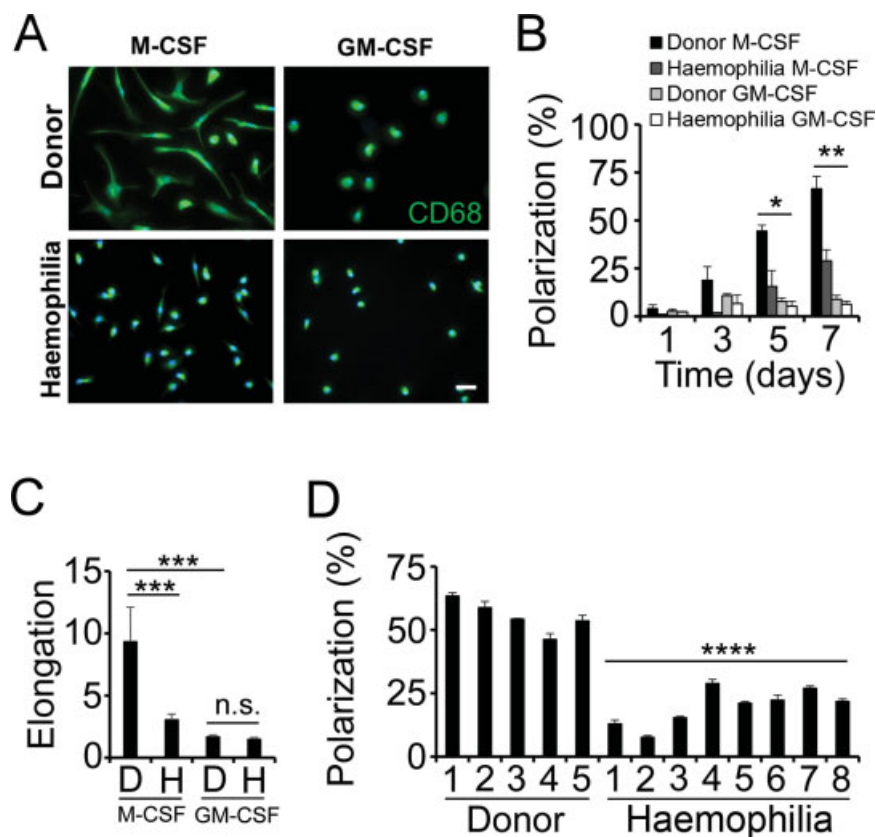 A
M-CSF
GM-CSF
Donor
Haemophilia
CD68
B
Donor M-CSF
Haemophilia M-CSF
Donor GM-CSF
Haemophilia GM-CSF
Polarization (%)
100
75
50
25
0
*
**
1 3 5 7
Time (days)
C
Elongation
15
10
5
0
***
***
n.s.
D H D H
M-CSF GM-CSF
D
Polarization (%)
75
50
25
0
****
1 2 3 4 5 1 2 3 4 5 6 7 8
Donor Haemophilia